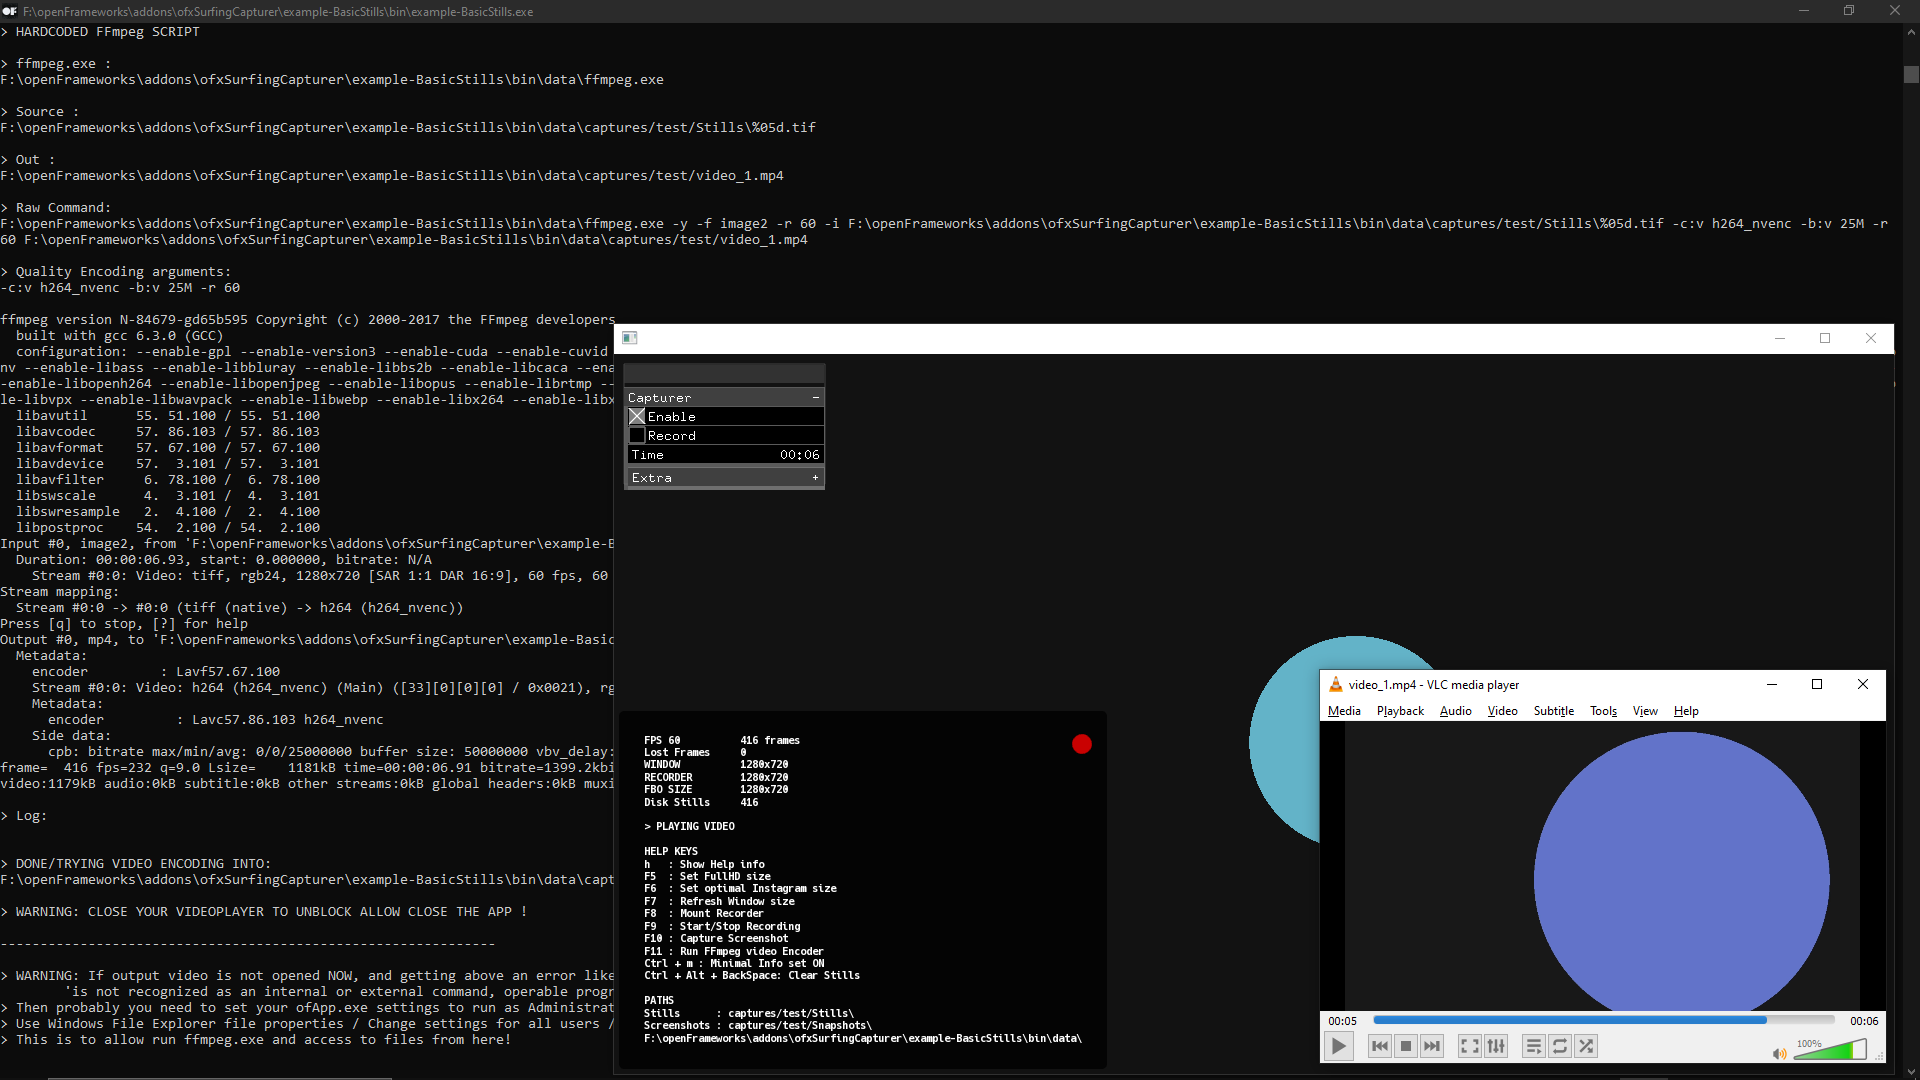 F:\openFrameworks\addons\ofxSurfingCapturer\example-BasicStills\bin\example-BasicStills.exe
> HARDCODED FFmpeg SCRIPT
> ffmpeg.exe :
F:\openFrameworks\addons\ofxSurfingCapturer\example-BasicStills\bin\data\ffmpeg.exe
> Source :
F:\openFrameworks\addons\ofxSurfingCapturer\example-BasicStills\bin\data\captures/test/Stills\%05d.tif
> Out :
F:\openFrameworks\addons\ofxSurfingCapturer\example-BasicStills\bin\data\captures/test/video_1.mp4
> Raw Command:
F:\openFrameworks\addons\ofxSurfingCapturer\example-BasicStills\bin\data\ffmpeg.exe -y -f image2 -r 60 -i F:\openFrameworks\addons\ofxSurfingCapturer\example-BasicStills\bin\data\captures/test/Stills\%05d.tif -c:v h264_nvenc -b:v 25M -r
60 F:\openFrameworks\addons\ofxSurfingCapturer\example-BasicStills\bin\data\captures/test/video_1.mp4
> Quality Encoding arguments:
-c:v h264_nvenc -b:v 25M -r 60
ffmpeg version N-84679-gd65b595 Copyright (c) 2000-2017 the FFmpeg developers
built with gcc 6.3.0 (GCC)
configuration: --enable-gpl --enable-version3 --enable-cuda --enable-cuvid
nv --enable-libass --enable-libbluray --enable-libbs2b --enable-libcaca --ena
-enable-libopenh264 --enable-libopenjpeg --enable-libopus --enable-librtmp --
le-libvpx --enable-libwavpack --enable-libwebp --enable-libx264 --enable-libx
libavutil 55. 51.100 / 55. 51.100
libavcodec 57. 86.103 / 57. 86.103
libavformat 57. 67.100 / 57. 67.100
libavdevice 57. 3.101 / 57. 3.101
libavfilter 6. 78.100 / 6. 78.100
libswscale 4. 3.101 / 4. 3.101
libswresample 2. 4.100 / 2. 4.100
libpostproc 54. 2.100 / 54. 2.100
Input #0, image2, from 'F:\openFrameworks\addons\ofxSurfingCapturer\example-B
Duration: 00:00:06.93, start: 0.000000, bitrate: N/A
Stream #0:0: Video: tiff, rgb24, 1280x720 [SAR 1:1 DAR 16:9], 60 fps, 60
Stream mapping:
Stream #0:0 -> #0:0 (tiff (native) -> h264 (h264_nvenc))
Press [q] to stop, [?] for help
Output #0, mp4, to 'F:\openFrameworks\addons\ofxSurfingCapturer\example-Basic
Metadata:
encoder : Lavf57.67.100
Stream #0:0: Video: h264 (h264_nvenc) (Main) ([33][0][0][0] / 0x0021), rg
Metadata:
encoder : Lavc57.86.103 h264_nvenc
Side data:
cpb: bitrate max/min/avg: 0/0/25000000 buffer size: 50000000 vbv_delay:
frame= 416 fps=232 q=9.0 Lsize= 1181kB time=00:00:06.91 bitrate=1399.2kbi
video:1179kB audio:0kB subtitle:0kB other streams:0kB global headers:0kB muxi
> Log:
> DONE/TRYING VIDEO ENCODING INTO:
F:\openFrameworks\addons\ofxSurfingCapturer\example-BasicStills\bin\data\capt
> WARNING: CLOSE YOUR VIDEOPLAYER TO UNBLOCK ALLOW CLOSE THE APP !
--------------------------------------------------------------
> WARNING: If output video is not opened NOW, and getting above an error like
'is not recognized as an internal or external command, operable progr
> Then probably you need to set your ofApp.exe settings to run as Administrat
> Use Windows File Explorer file properties / Change settings for all users /
> This is to allow run ffmpeg.exe and access to files from here!
Capturer -
Enable
Record
Time 00:06
Extra +
FPS 60 416 frames
Lost Frames 0
WINDOW 1280x720
RECORDER 1280x720
FBO SIZE 1280x720
Disk Stills 416
> PLAYING VIDEO
HELP KEYS
h : Show Help info
F5 : Set FullHD size
F6 : Set optimal Instagram size
F7 : Refresh Window size
F8 : Mount Recorder
F9 : Start/Stop Recording
F10 : Capture Screenshot
F11 : Run FFmpeg video Encoder
Ctrl + m : Minimal Info set ON
Ctrl + Alt + BackSpace: Clear Stills
PATHS
Stills : captures/test/Stills\
Screenshots : captures/test/Snapshots\
F:\openFrameworks\addons\ofxSurfingCapturer\example-BasicStills\bin\data\
video_1.mp4 - VLC media player
Media Playback Audio Video Subtitle Tools View Help
00:05 00:06
100%